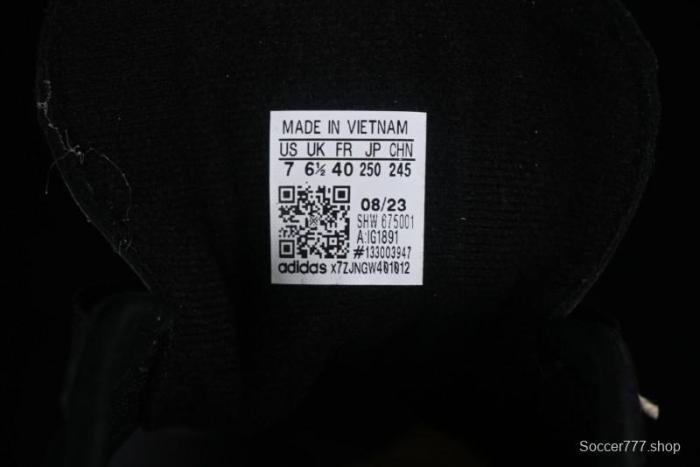 MADE IN VIETNAM
US UK FR JP CHN
7 6½ 40 250 245
08/23
SHW 675001
A:IG1891
#133003947
adidas x7ZJNGW401012
Soccer777.shop